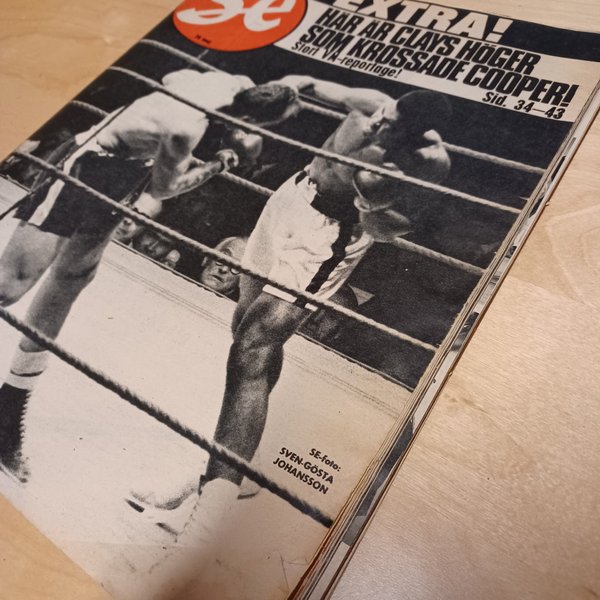 Se
EXTRA!
HÄR ÄR CLAYS HÖGER
SOM KROSSADE COOPER!
Stort VÅ-reportage!
Sid. 34–43
SE-foto:
SVEN-GÖSTA
JOHANSSON